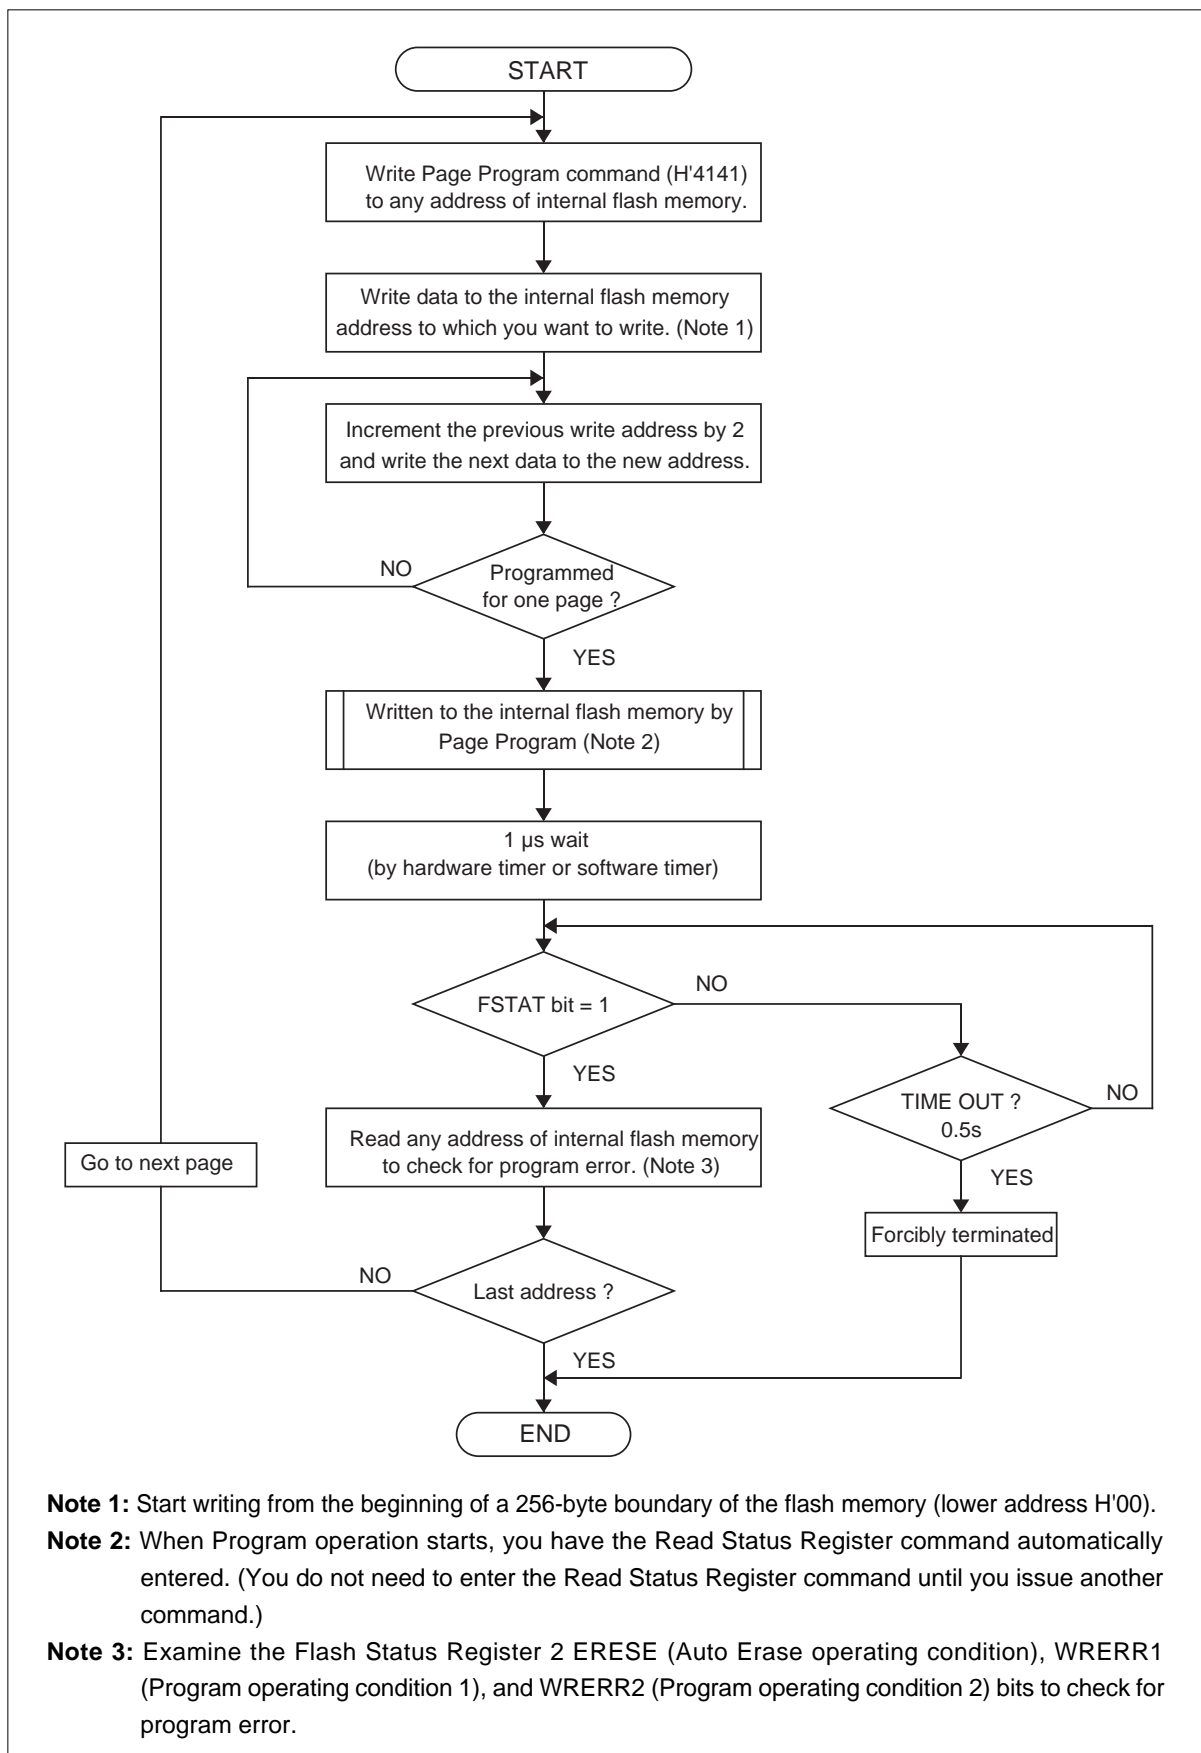 START
Write Page Program command (H'4141)
to any address of internal flash memory.
Write data to the internal flash memory
address to which you want to write. (Note 1)
Increment the previous write address by 2
and write the next data to the new address.
NO
Programmed
for one page ?
YES
Written to the internal flash memory by
Page Program (Note 2)
1 µs wait
(by hardware timer or software timer)
FSTAT bit = 1
NO
YES
TIME OUT ?
0.5s
NO
YES
Read any address of internal flash memory
to check for program error. (Note 3)
Go to next page
Forcibly terminated
NO
Last address ?
YES
END
Note 1: Start writing from the beginning of a 256-byte boundary of the flash memory (lower address H'00).
Note 2: When Program operation starts, you have the Read Status Register command automatically
entered. (You do not need to enter the Read Status Register command until you issue another
command.)
Note 3: Examine the Flash Status Register 2 ERESE (Auto Erase operating condition), WRERR1
(Program operating condition 1), and WRERR2 (Program operating condition 2) bits to check for
program error.